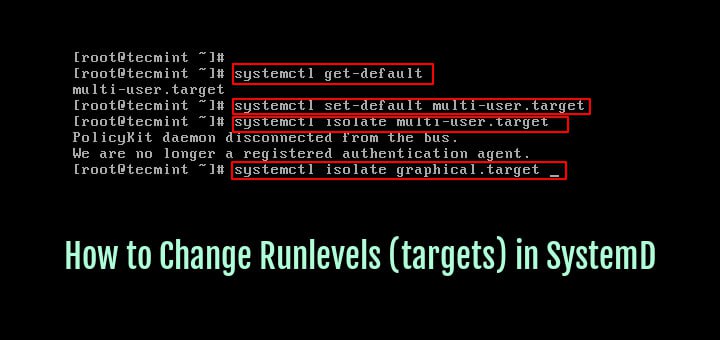 [root@tecmint ~]#
[root@tecmint ~]# systemctl get-default
multi-user.target
[root@tecmint ~]# systemctl set-default multi-user.target
[root@tecmint ~]# systemctl isolate multi-user.target
PolicyKit daemon disconnected from the bus.
We are no longer a registered authentication agent.
[root@tecmint ~]# systemctl isolate graphical.target _
How to Change Runlevels (targets) in SystemD